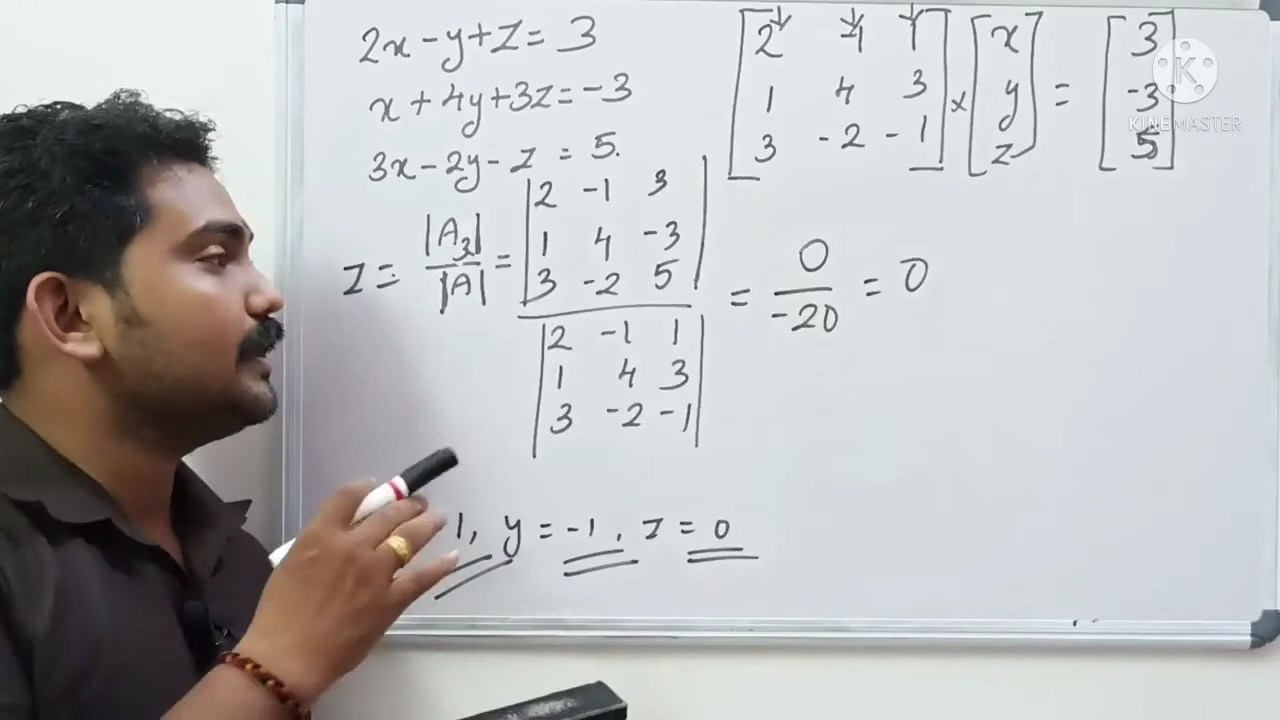 2x - y + z = 3
x + 4y + 3z = -3
3x - 2y - z = 5.
2 -1 1
1 4 3
3 -2 -1
×
x
y
z
=
3
-3
5
KINEMASTER
z = |A3| / |A| =
2 -1 3
1 4 -3
3 -2 5
2 -1 1
1 4 3
3 -2 -1
= 0 / -20 = 0
1, y = -1, z = 0